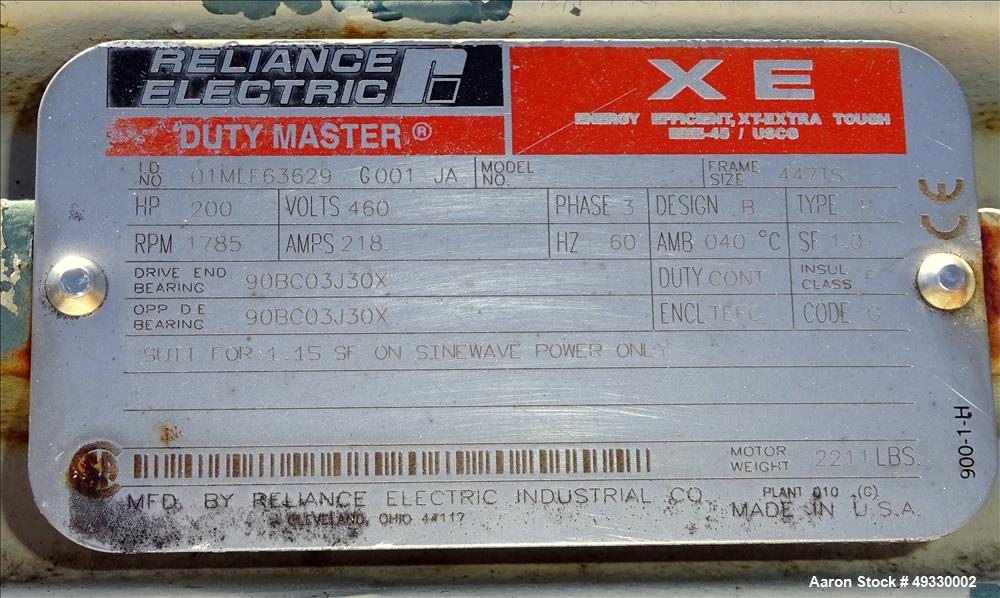 RELIANCE
ELECTRIC
DUTY MASTER ®
XE
ENERGY EFFICIENT, XT-EXTRA TOUGH
IEEE-45 / USCG
I.D. NO. 01MLF63629 G001 JA MODEL NO. FRAME SIZE 447TS
HP 200 VOLTS 460 PHASE 3 DESIGN B TYPE P
RPM 1785 AMPS 218 HZ 60 AMB 040 °C SF 1.0
DRIVE END BEARING 90BC03J30X DUTY CONT INSUL CLASS F
OPP D.E. BEARING 90BC03J30X ENCL TEFC CODE G
SUIT FOR 1.15 SF ON SINEWAVE POWER ONLY
CE
MOTOR WEIGHT 2211 LBS.
900-1-H
MFD. BY RELIANCE ELECTRIC INDUSTRIAL CO.
CLEVELAND, OHIO 44117
PLANT 010 (G)
MADE IN U.S.A.
Aaron Stock # 49330002